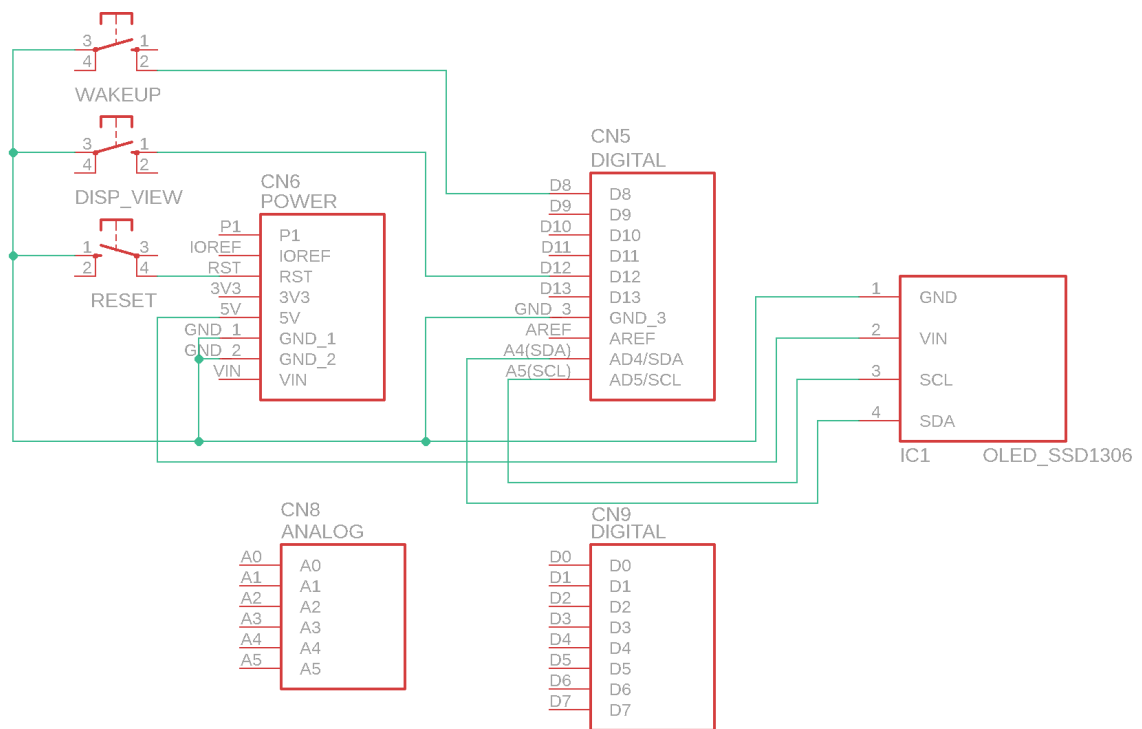 3 1
4 2
WAKEUP
3 1
4 2
DISP_VIEW
1 3
2 4
RESET
CN6
POWER
P1 P1
IOREF IOREF
RST RST
3V3 3V3
5V 5V
GND_1 GND_1
GND_2 GND_2
VIN VIN
CN5
DIGITAL
D8 D8
D9 D9
D10 D10
D11 D11
D12 D12
D13 D13
GND_3 GND_3
AREF AREF
A4(SDA) AD4/SDA
A5(SCL) AD5/SCL
1 GND
2 VIN
3 SCL
4 SDA
IC1 OLED_SSD1306
CN8
ANALOG
A0 A0
A1 A1
A2 A2
A3 A3
A4 A4
A5 A5
CN9
DIGITAL
D0 D0
D1 D1
D2 D2
D3 D3
D4 D4
D5 D5
D6 D6
D7 D7